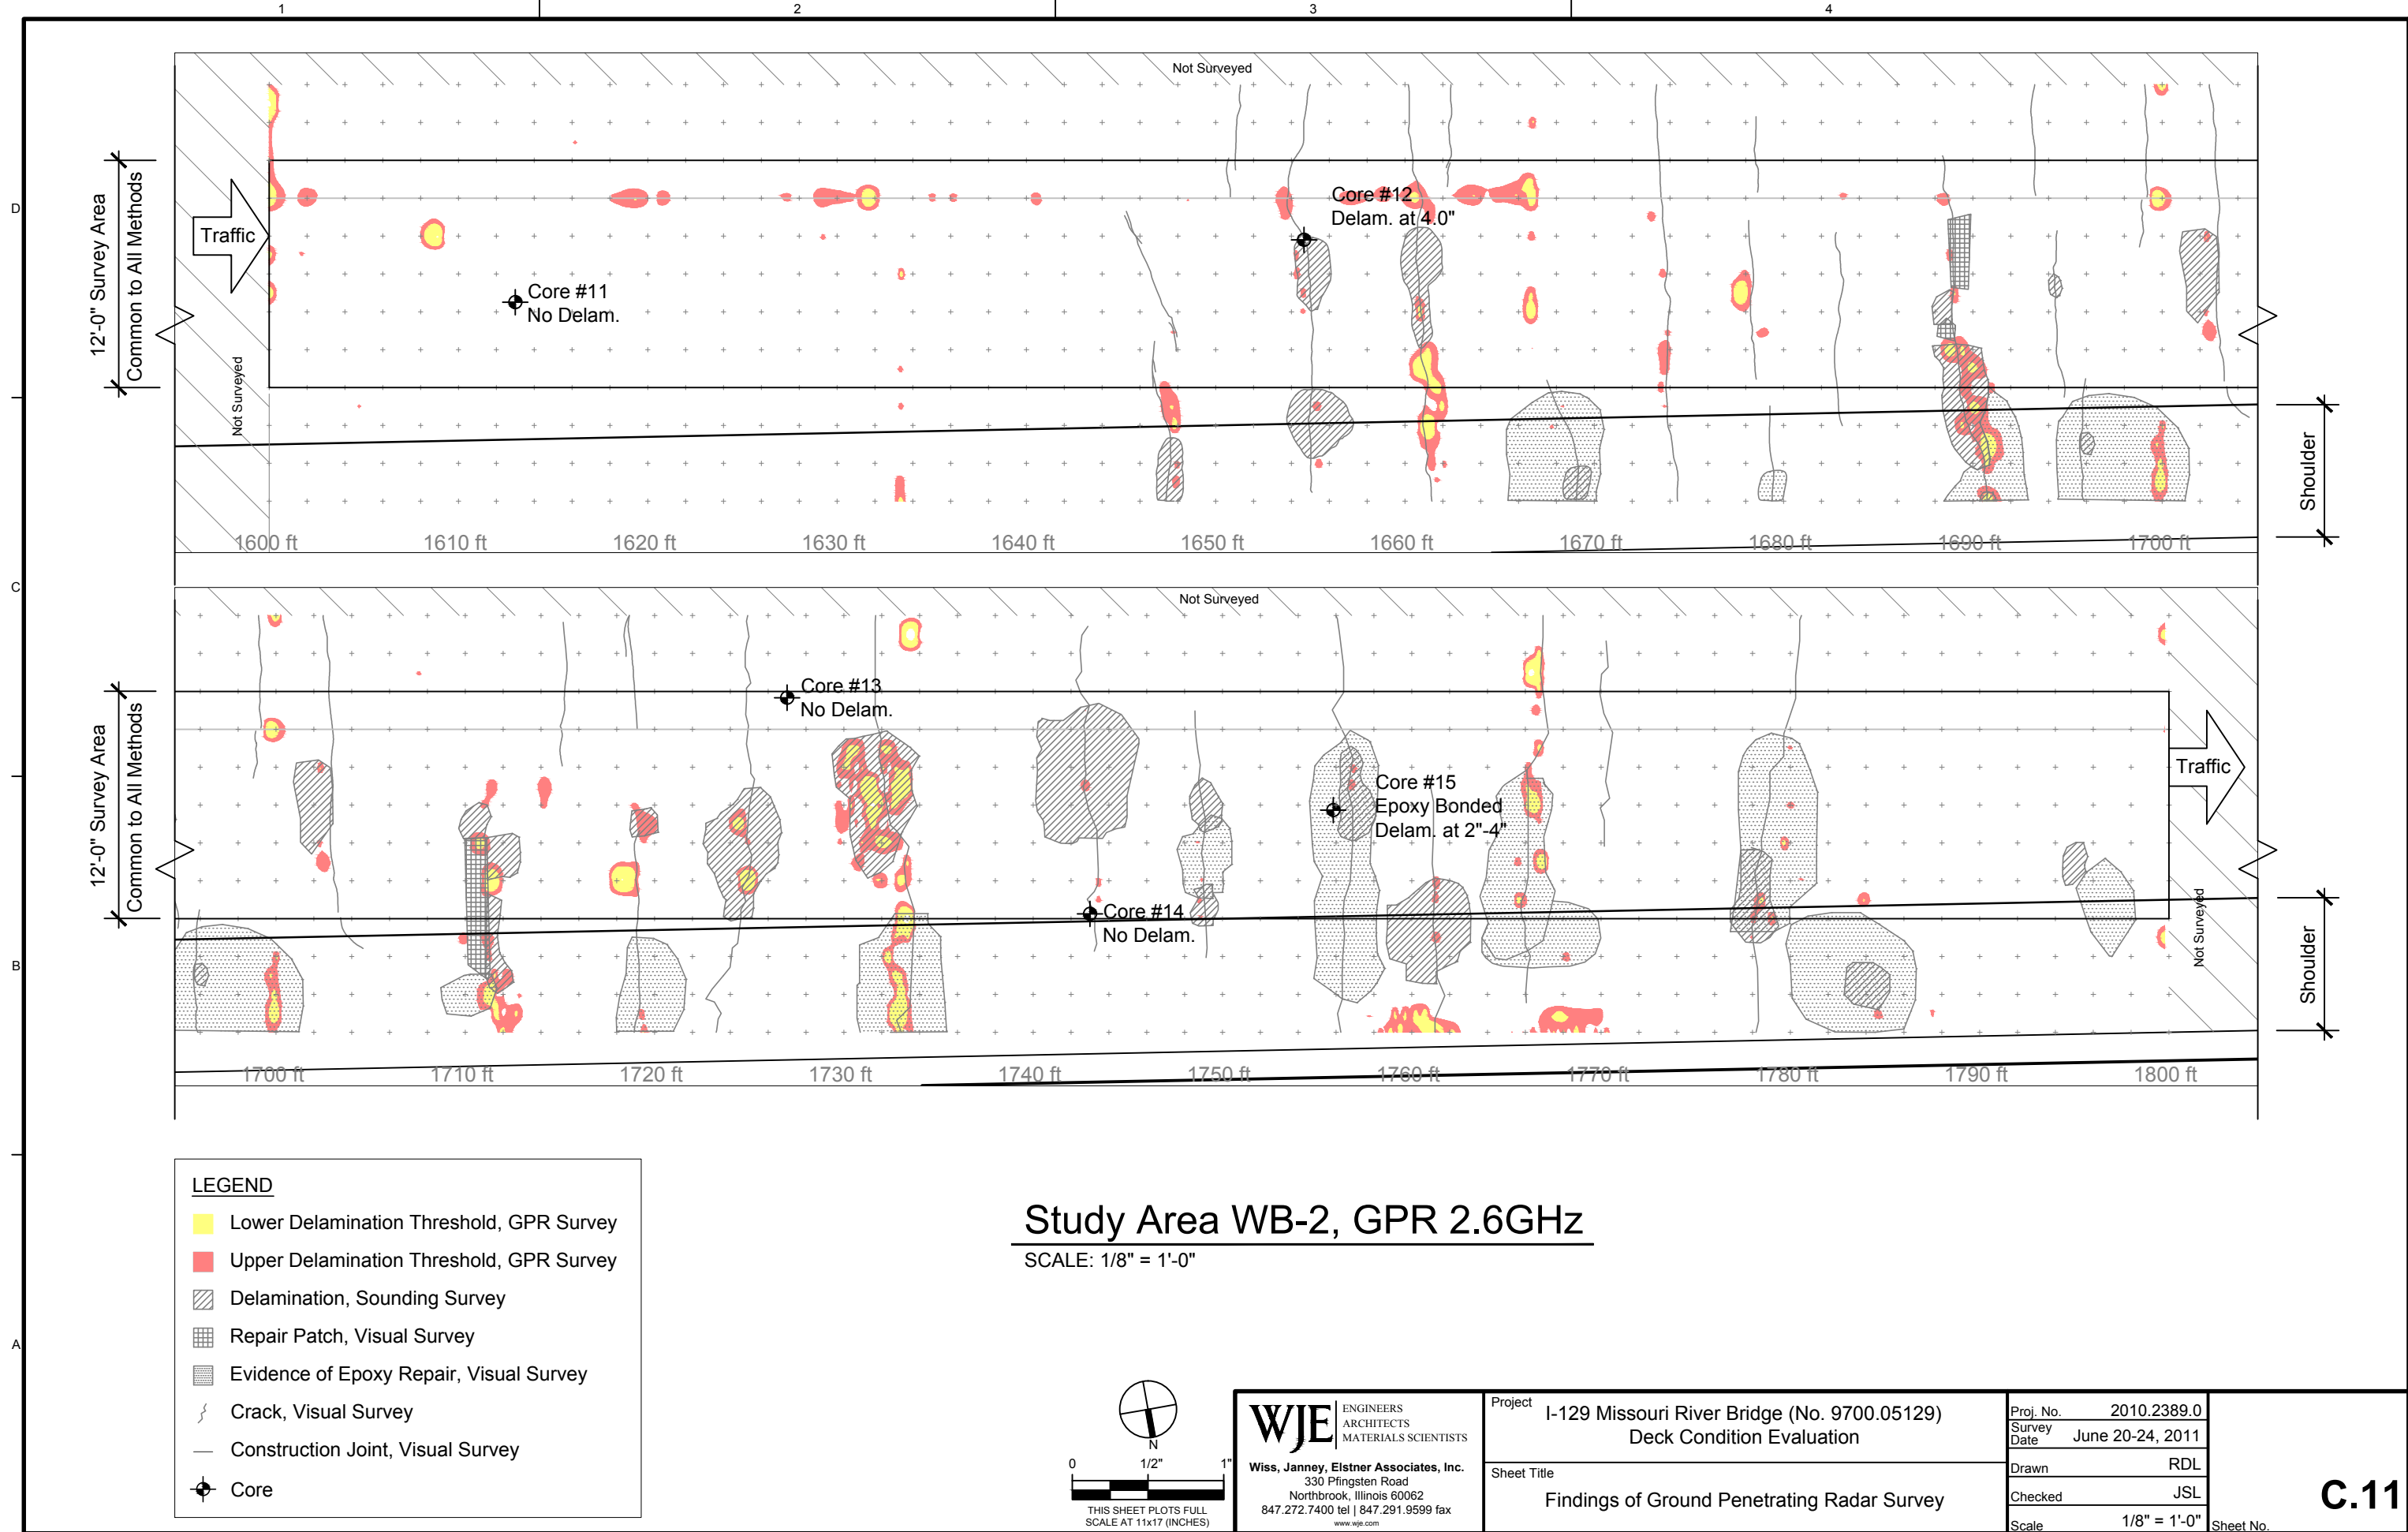 1 2 3 4
Not Surveyed
D
12'-0" Survey Area
Common to All Methods
Traffic
Not Surveyed
Core #11
No Delam.
Core #12
Delam. at 4.0"
Shoulder
1600 ft 1610 ft 1620 ft 1630 ft 1640 ft 1650 ft 1660 ft 1670 ft 1680 ft 1690 ft 1700 ft
C
Not Surveyed
12'-0" Survey Area
Common to All Methods
Core #13
No Delam.
Core #14
No Delam.
Core #15
Epoxy Bonded
Delam. at 2"-4"
Traffic
Not Surveyed
Shoulder
B
1700 ft 1710 ft 1720 ft 1730 ft 1740 ft 1750 ft 1760 ft 1770 ft 1780 ft 1790 ft 1800 ft
LEGEND
Lower Delamination Threshold, GPR Survey
Upper Delamination Threshold, GPR Survey
Delamination, Sounding Survey
Repair Patch, Visual Survey
Evidence of Epoxy Repair, Visual Survey
Crack, Visual Survey
Construction Joint, Visual Survey
Core
A
Study Area WB-2, GPR 2.6GHz
SCALE: 1/8" = 1'-0"
N
0 1/2" 1"
THIS SHEET PLOTS FULL
SCALE AT 11x17 (INCHES)
WJE
ENGINEERS
ARCHITECTS
MATERIALS SCIENTISTS
Wiss, Janney, Elstner Associates, Inc.
330 Pfingsten Road
Northbrook, Illinois 60062
847.272.7400 tel | 847.291.9599 fax
www.wje.com
Project
I-129 Missouri River Bridge (No. 9700.05129)
Deck Condition Evaluation
Sheet Title
Findings of Ground Penetrating Radar Survey
Proj. No. 2010.2389.0
Survey Date June 20-24, 2011
Drawn RDL
Checked JSL
Scale 1/8" = 1'-0"
Sheet No.
C.11